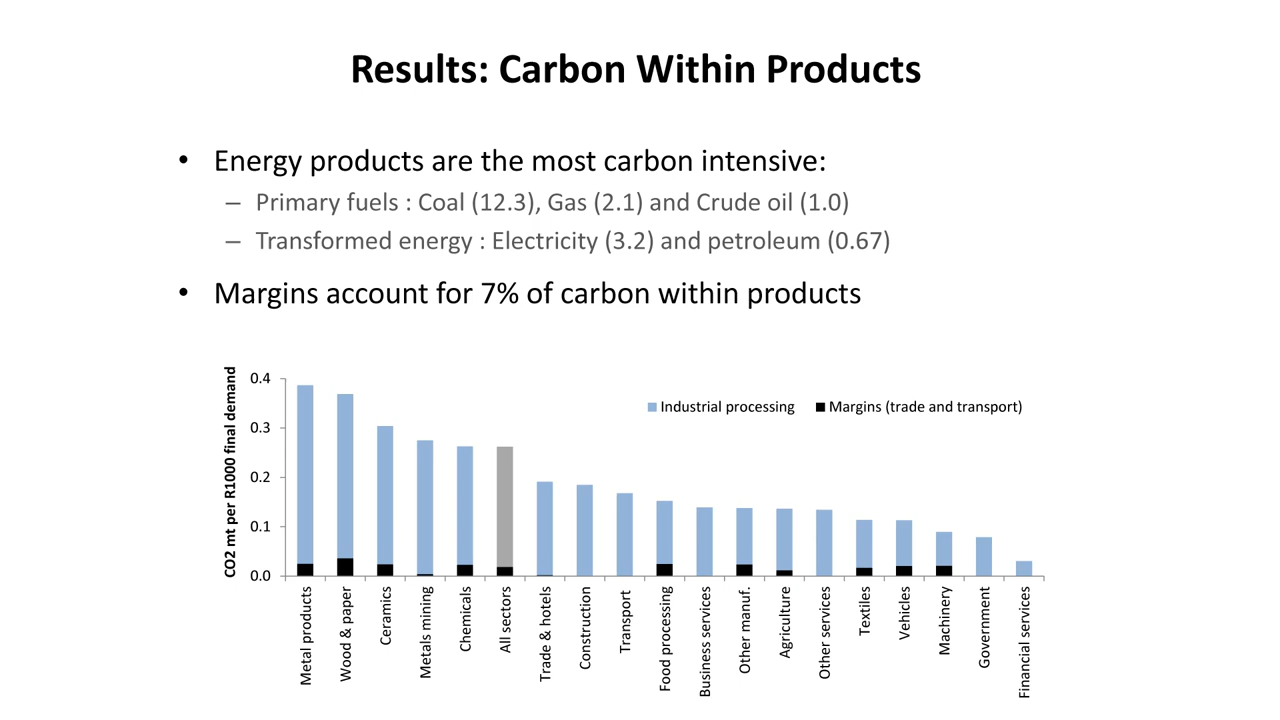 Results: Carbon Within Products
• Energy products are the most carbon intensive:
– Primary fuels : Coal (12.3), Gas (2.1) and Crude oil (1.0)
– Transformed energy : Electricity (3.2) and petroleum (0.67)
• Margins account for 7% of carbon within products
CO2 mt per R1000 final demand
0.4
0.3
0.2
0.1
0.0
Industrial processing
Margins (trade and transport)
Metal products
Wood & paper
Ceramics
Metals mining
Chemicals
All sectors
Trade & hotels
Construction
Transport
Food processing
Business services
Other manuf.
Agriculture
Other services
Textiles
Vehicles
Machinery
Government
Financial services